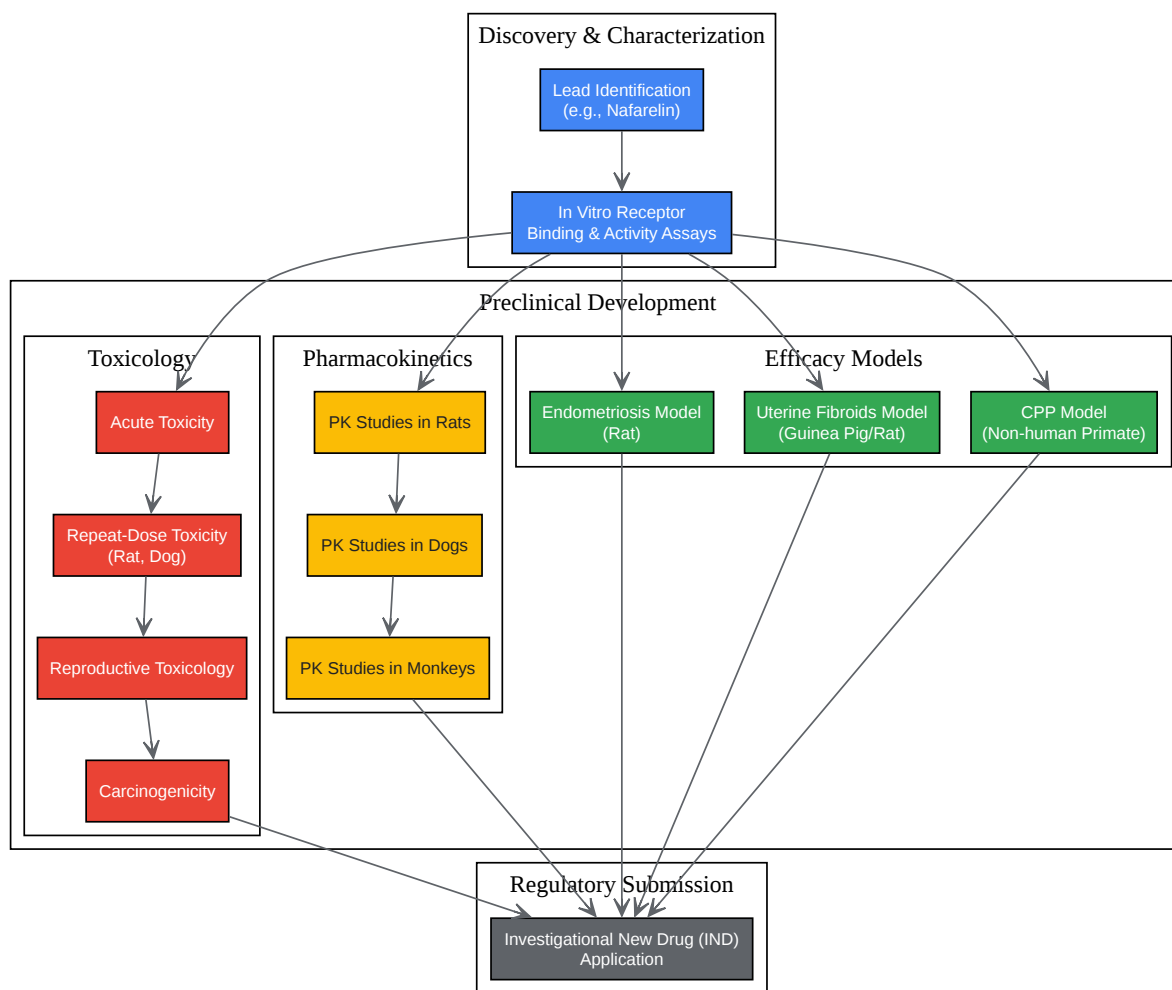 Discovery & Characterization
Lead Identification
(e.g., Nafarelin)
In Vitro Receptor
Binding & Activity Assays
Preclinical Development
Toxicology
Acute Toxicity
Repeat-Dose Toxicity
(Rat, Dog)
Reproductive Toxicology
Carcinogenicity
Pharmacokinetics
PK Studies in Rats
PK Studies in Dogs
PK Studies in Monkeys
Efficacy Models
Endometriosis Model
(Rat)
Uterine Fibroids Model
(Guinea Pig/Rat)
CPP Model
(Non-human Primate)
Regulatory Submission
Investigational New Drug (IND)
Application